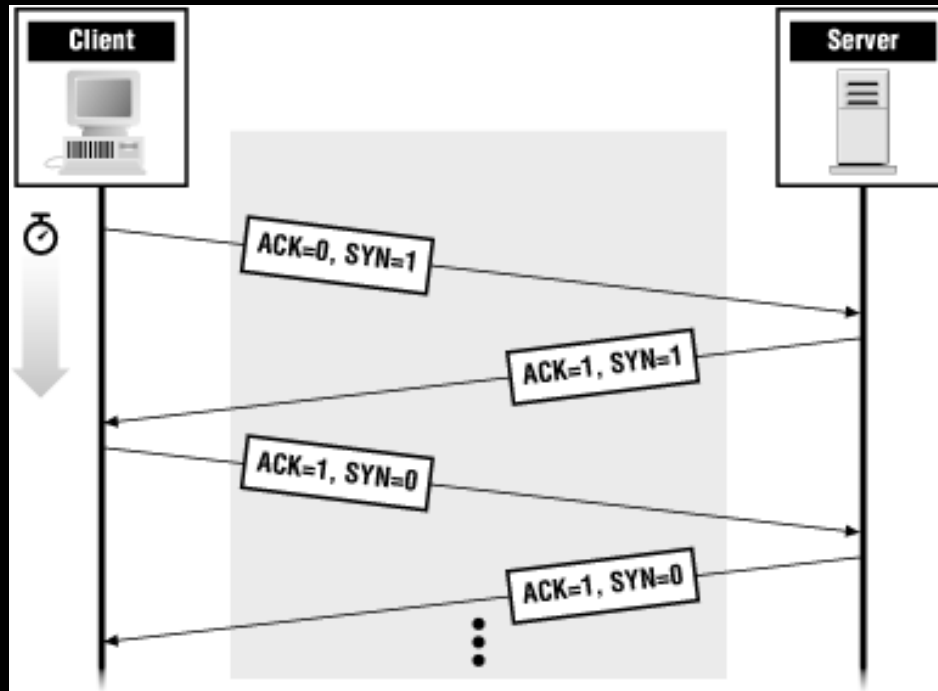 Client
Server
ACK=0, SYN=1
ACK=1, SYN=1
ACK=1, SYN=0
ACK=1, SYN=0